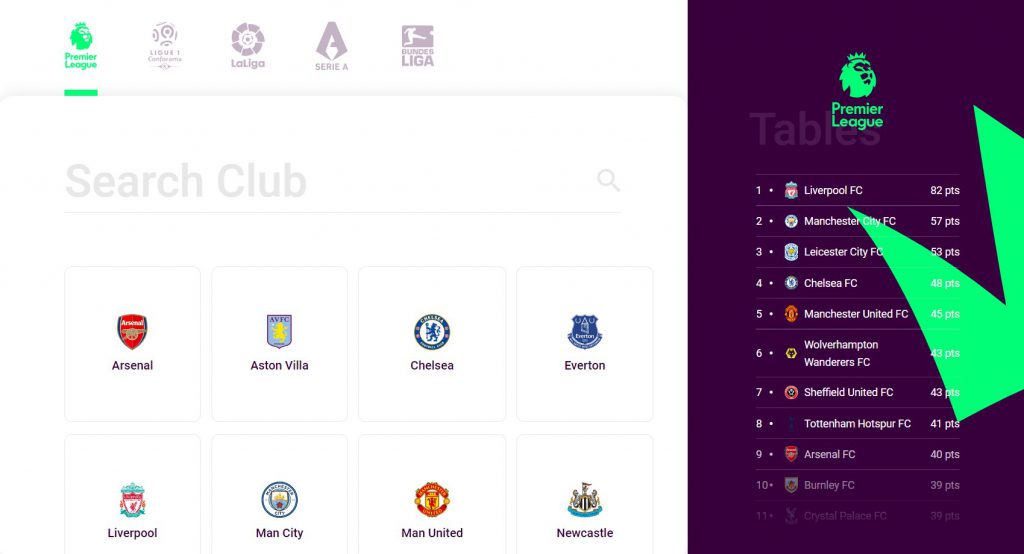 Premier
League
LIGUE 1
Conforama
LaLiga
SERIE A
BUNDES
LIGA
Search Club
Arsenal
Arsenal
AVFC
Aston Villa
CHELSEA
Chelsea
Everton
Everton
Liverpool
Man City
Man United
Newcastle
Premier
League
Tables
1 • Liverpool FC 82 pts
2 • Manchester City FC 57 pts
3 • Leicester City FC 53 pts
4 • Chelsea FC 48 pts
5 • Manchester United FC 45 pts
6 • Wolverhampton
Wanderers FC 43 pts
7 • Sheffield United FC 43 pts
8 • Tottenham Hotspur FC 41 pts
9 • Arsenal FC 40 pts
10 • Burnley FC 39 pts
11 • Crystal Palace FC 39 pts